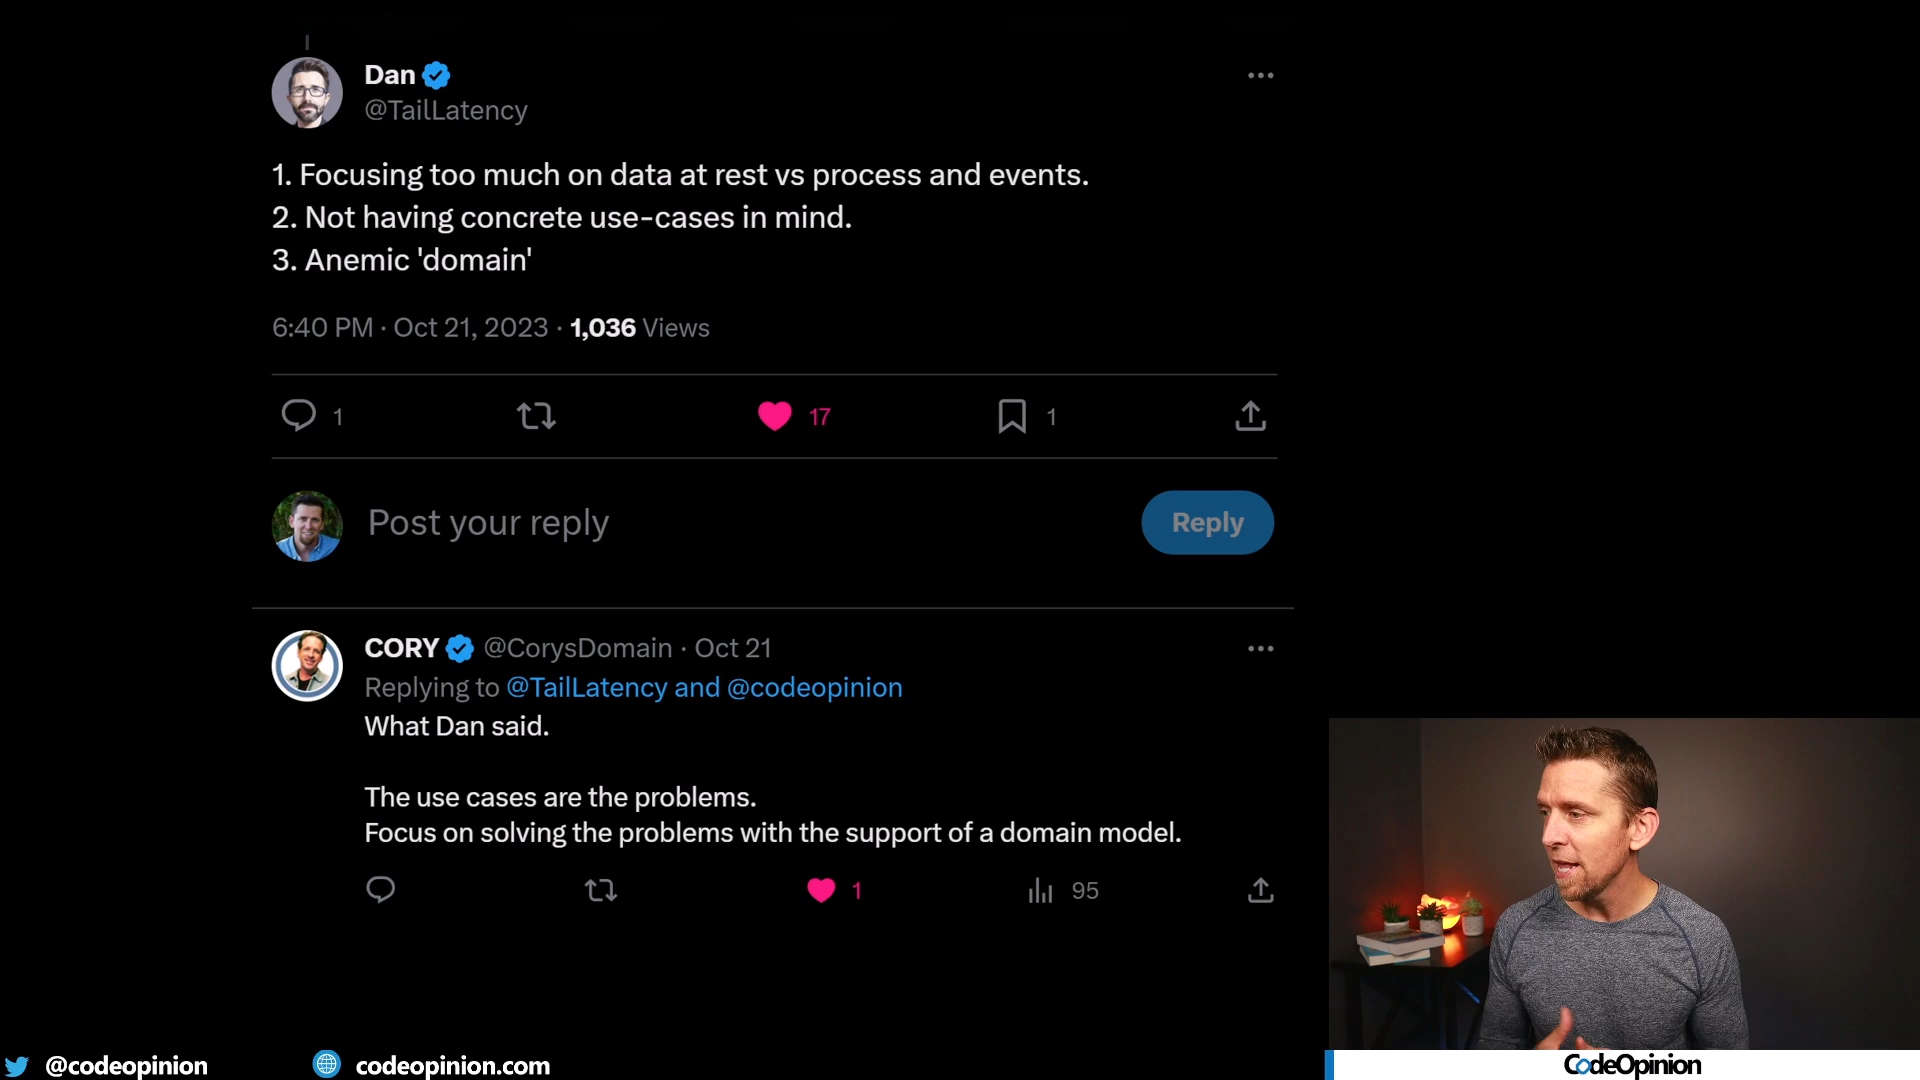 Dan
@TailLatency
1. Focusing too much on data at rest vs process and events.
2. Not having concrete use-cases in mind.
3. Anemic 'domain'
6:40 PM · Oct 21, 2023 · 1,036 Views
1 17 1
Post your reply
Reply
CORY @CorysDomain · Oct 21
Replying to @TailLatency and @codeopinion
What Dan said.
The use cases are the problems.
Focus on solving the problems with the support of a domain model.
1 95
@codeopinion
codeopinion.com
CodeOpinion